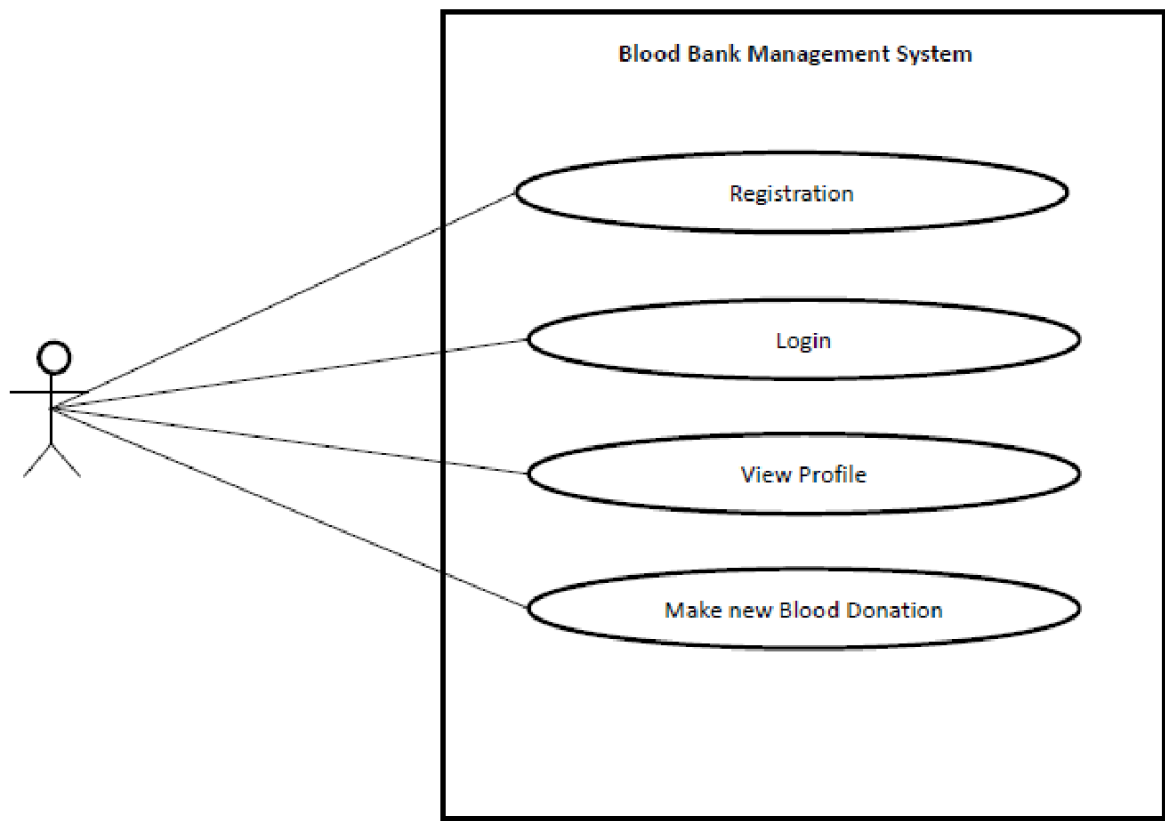 Blood Bank Management System
Registration
Login
View Profile
Make new Blood Donation